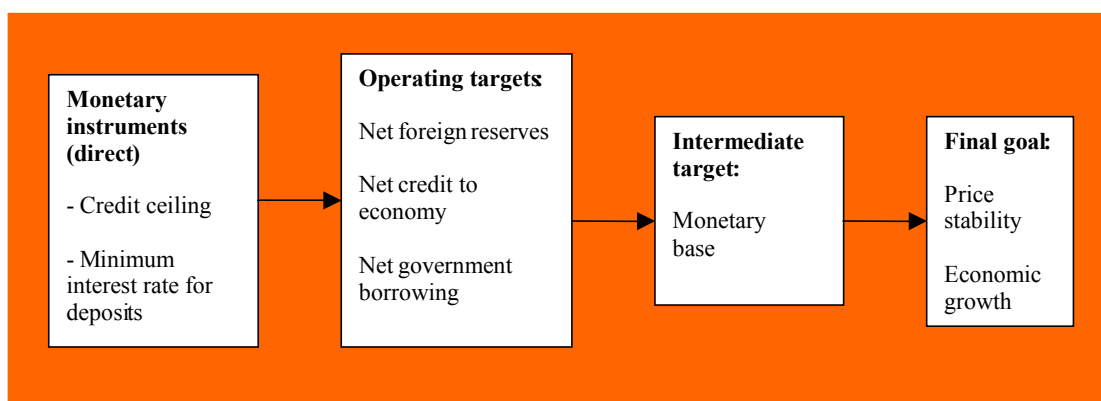 Monetary
instruments
(direct)
- Credit ceiling
- Minimum
interest rate for
deposits
Operating targets:
Net foreign reserves
Net credit to
economy
Net government
borrowing
Intermediate
target:
Monetary
base
Final goal:
Price
stability
Economic
growth